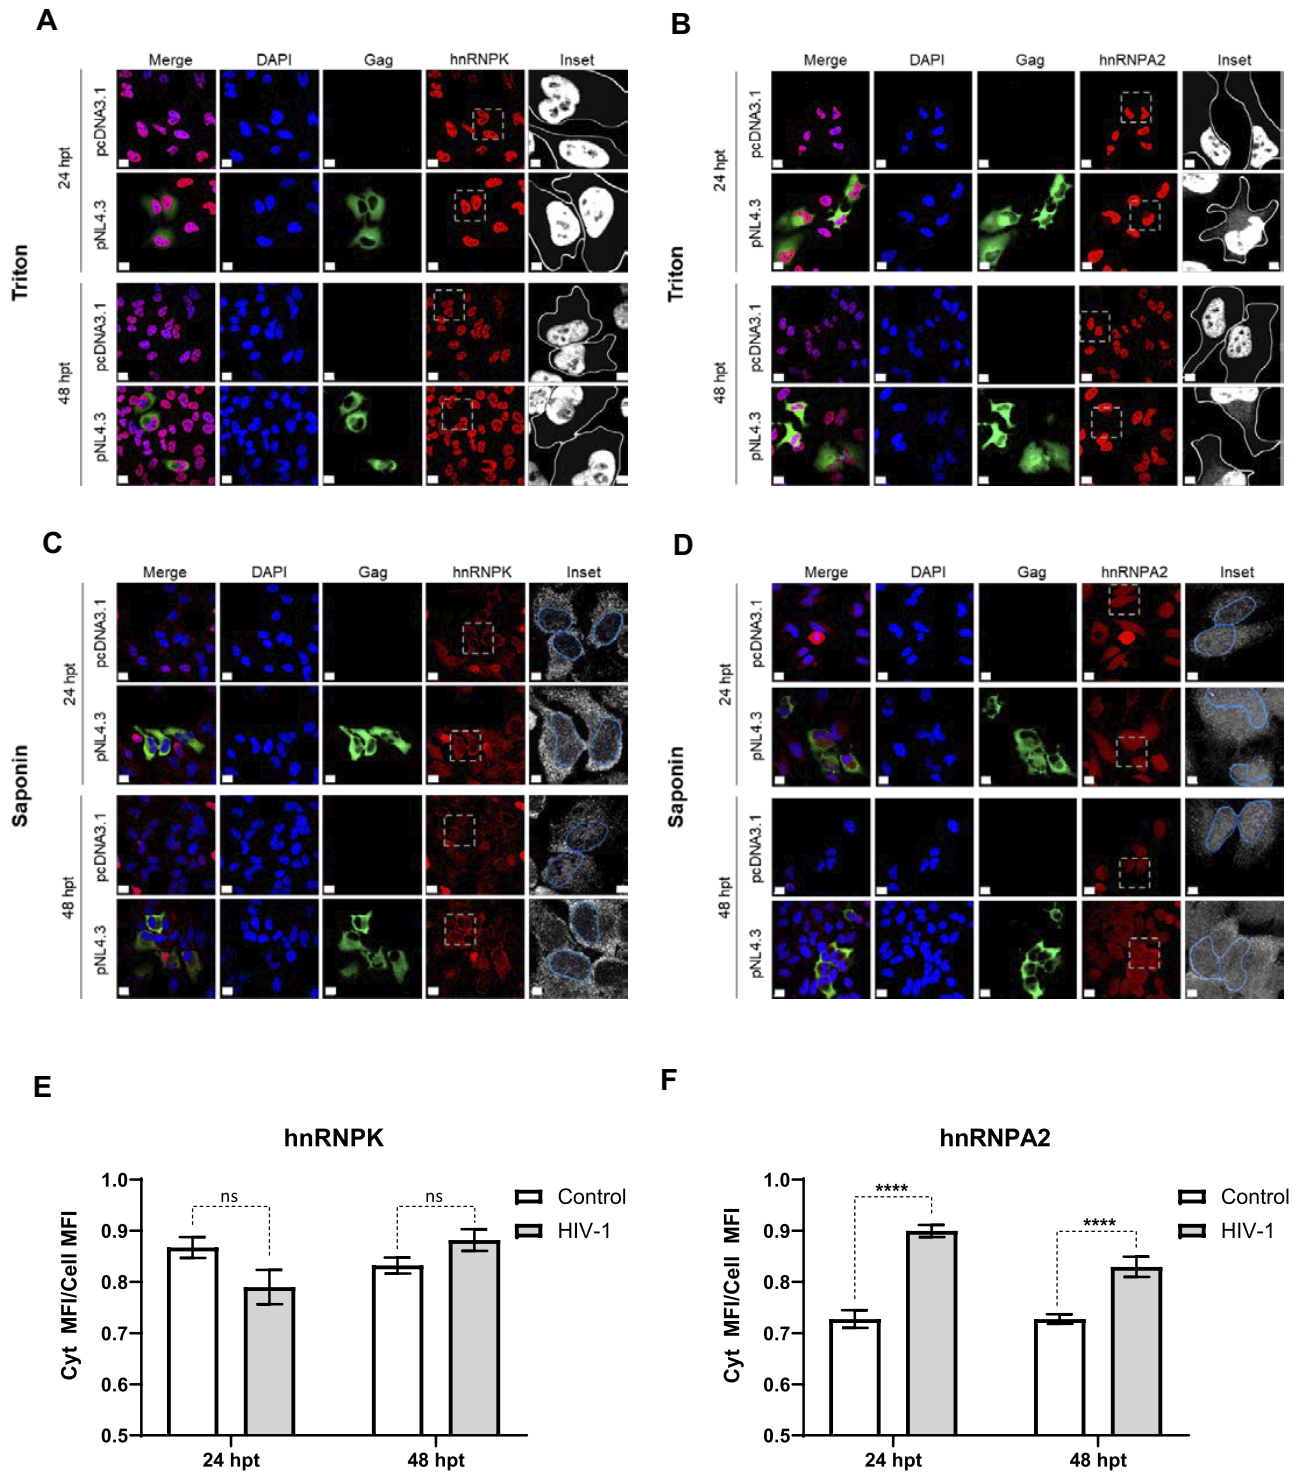 A
Merge DAPI Gag hnRNPK Inset
Triton
24 hpt
pcDNA3.1
pNL4.3
48 hpt
pcDNA3.1
pNL4.3
B
Merge DAPI Gag hnRNPA2 Inset
Triton
24 hpt
pcDNA3.1
pNL4.3
48 hpt
pcDNA3.1
pNL4.3
C
Merge DAPI Gag hnRNPK Inset
Saponin
24 hpt
pcDNA3.1
pNL4.3
48 hpt
pcDNA3.1
pNL4.3
D
Merge DAPI Gag hnRNPA2 Inset
Saponin
24 hpt
pcDNA3.1
pNL4.3
48 hpt
pcDNA3.1
pNL4.3
E
hnRNPK
Cyt MFI/Cell MFI
1.0
0.9
0.8
0.7
0.6
0.5
ns
ns
Control
HIV-1
24 hpt 48 hpt
F
hnRNPA2
Cyt MFI/Cell MFI
1.0
0.9
0.8
0.7
0.6
0.5
****
****
Control
HIV-1
24 hpt 48 hpt